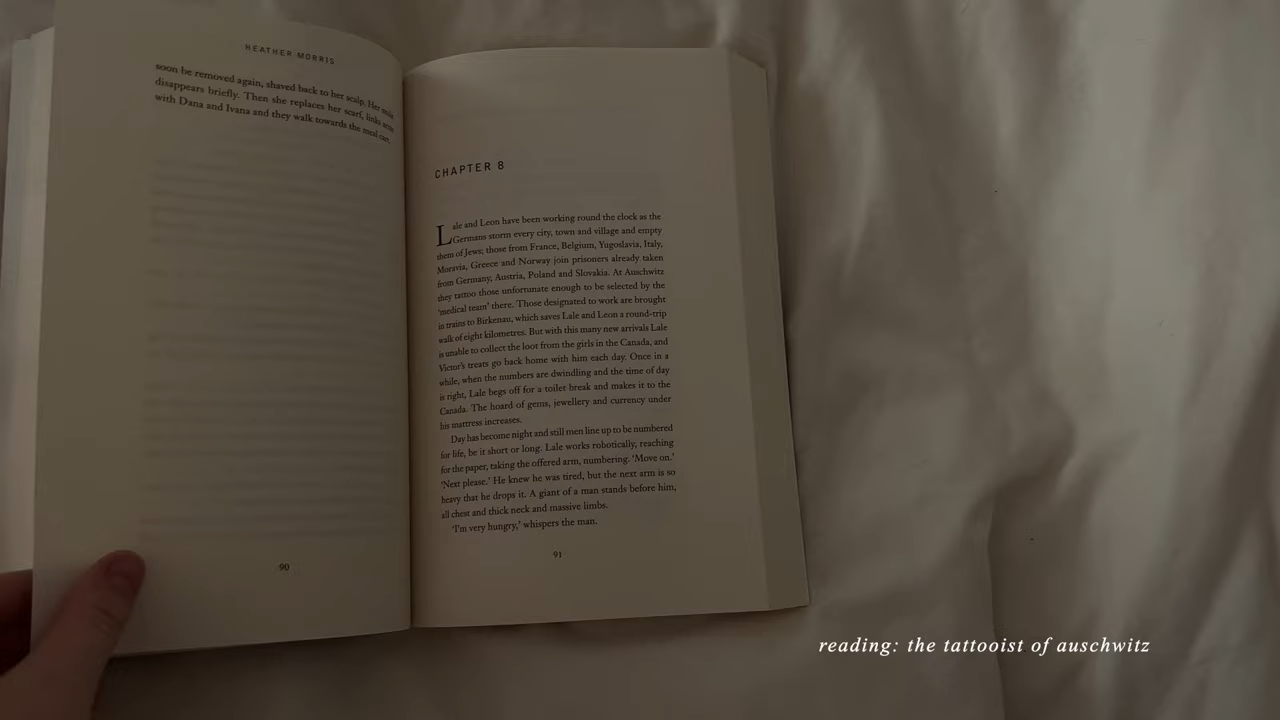 HEATHER MORRIS
soon be removed again, shaved back to her scalp. Her smile
disappears briefly. Then she replaces her scarf, links arms
with Dana and Ivana and they walk towards the meal cart.
90
CHAPTER 8
Lale and Leon have been working round the clock as the
Germans storm every city, town and village and empty
them of Jews; those from France, Belgium, Yugoslavia, Italy,
Moravia, Greece and Norway join prisoners already taken
from Germany, Austria, Poland and Slovakia. At Auschwitz
they tattoo those unfortunate enough to be selected by the
‘medical team’ there. Those designated to work are brought
in trains to Birkenau, which saves Lale and Leon a round-trip
walk of eight kilometres. But with this many new arrivals Lale
is unable to collect the loot from the girls in the Canada, and
Victor’s treats go back home with him each day. Once in a
while, when the numbers are dwindling and the time of day
is right, Lale begs off for a toilet break and makes it to the
Canada. The hoard of gems, jewellery and currency under
his mattress increases.
Day has become night and still men line up to be numbered
for life, be it short or long. Lale works robotically, reaching
for the paper, taking the offered arm, numbering. ‘Move on.’
‘Next please.’ He knew he was tired, but the next arm is so
heavy that he drops it. A giant of a man stands before him,
all chest and thick neck and massive limbs.
‘I’m very hungry,’ whispers the man.
91
reading: the tattooist of auschwitz